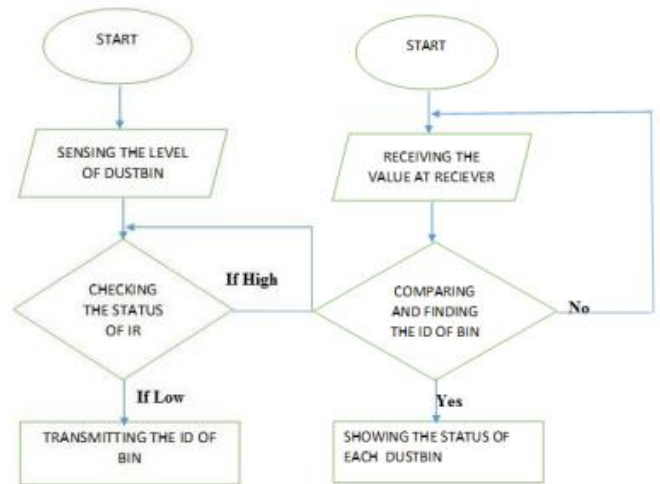 START
SENSING THE LEVEL
OF DUSTBIN
If High
CHECKING
THE STATUS
OF IR
If Low
TRANSMITTING THE ID OF
BIN
START
RECEIVING THE
VALUE AT RECIEVER
COMPARING
AND FINDING
THE ID OF BIN
No
Yes
SHOWING THE STATUS OF
EACH DUSTBIN